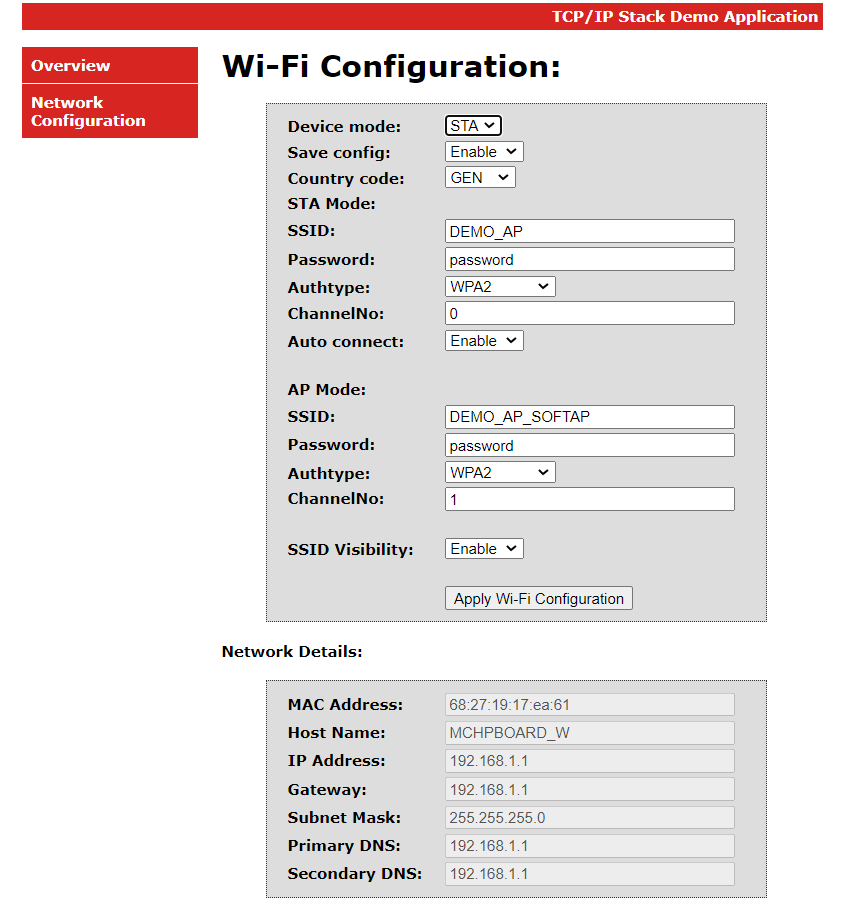 TCP/IP Stack Demo Application
Overview
Network
Configuration
Wi-Fi Configuration:
Device mode: STA
Save config: Enable
Country code: GEN
STA Mode:
SSID: DEMO_AP
Password: password
Authtype: WPA2
ChannelNo: 0
Auto connect: Enable
AP Mode:
SSID: DEMO_AP_SOFTAP
Password: password
Authtype: WPA2
ChannelNo: 1
SSID Visibility: Enable
Apply Wi-Fi Configuration
Network Details:
MAC Address: 68:27:19:17:ea:61
Host Name: MCHPBOARD_W
IP Address: 192.168.1.1
Gateway: 192.168.1.1
Subnet Mask: 255.255.255.0
Primary DNS: 192.168.1.1
Secondary DNS: 192.168.1.1